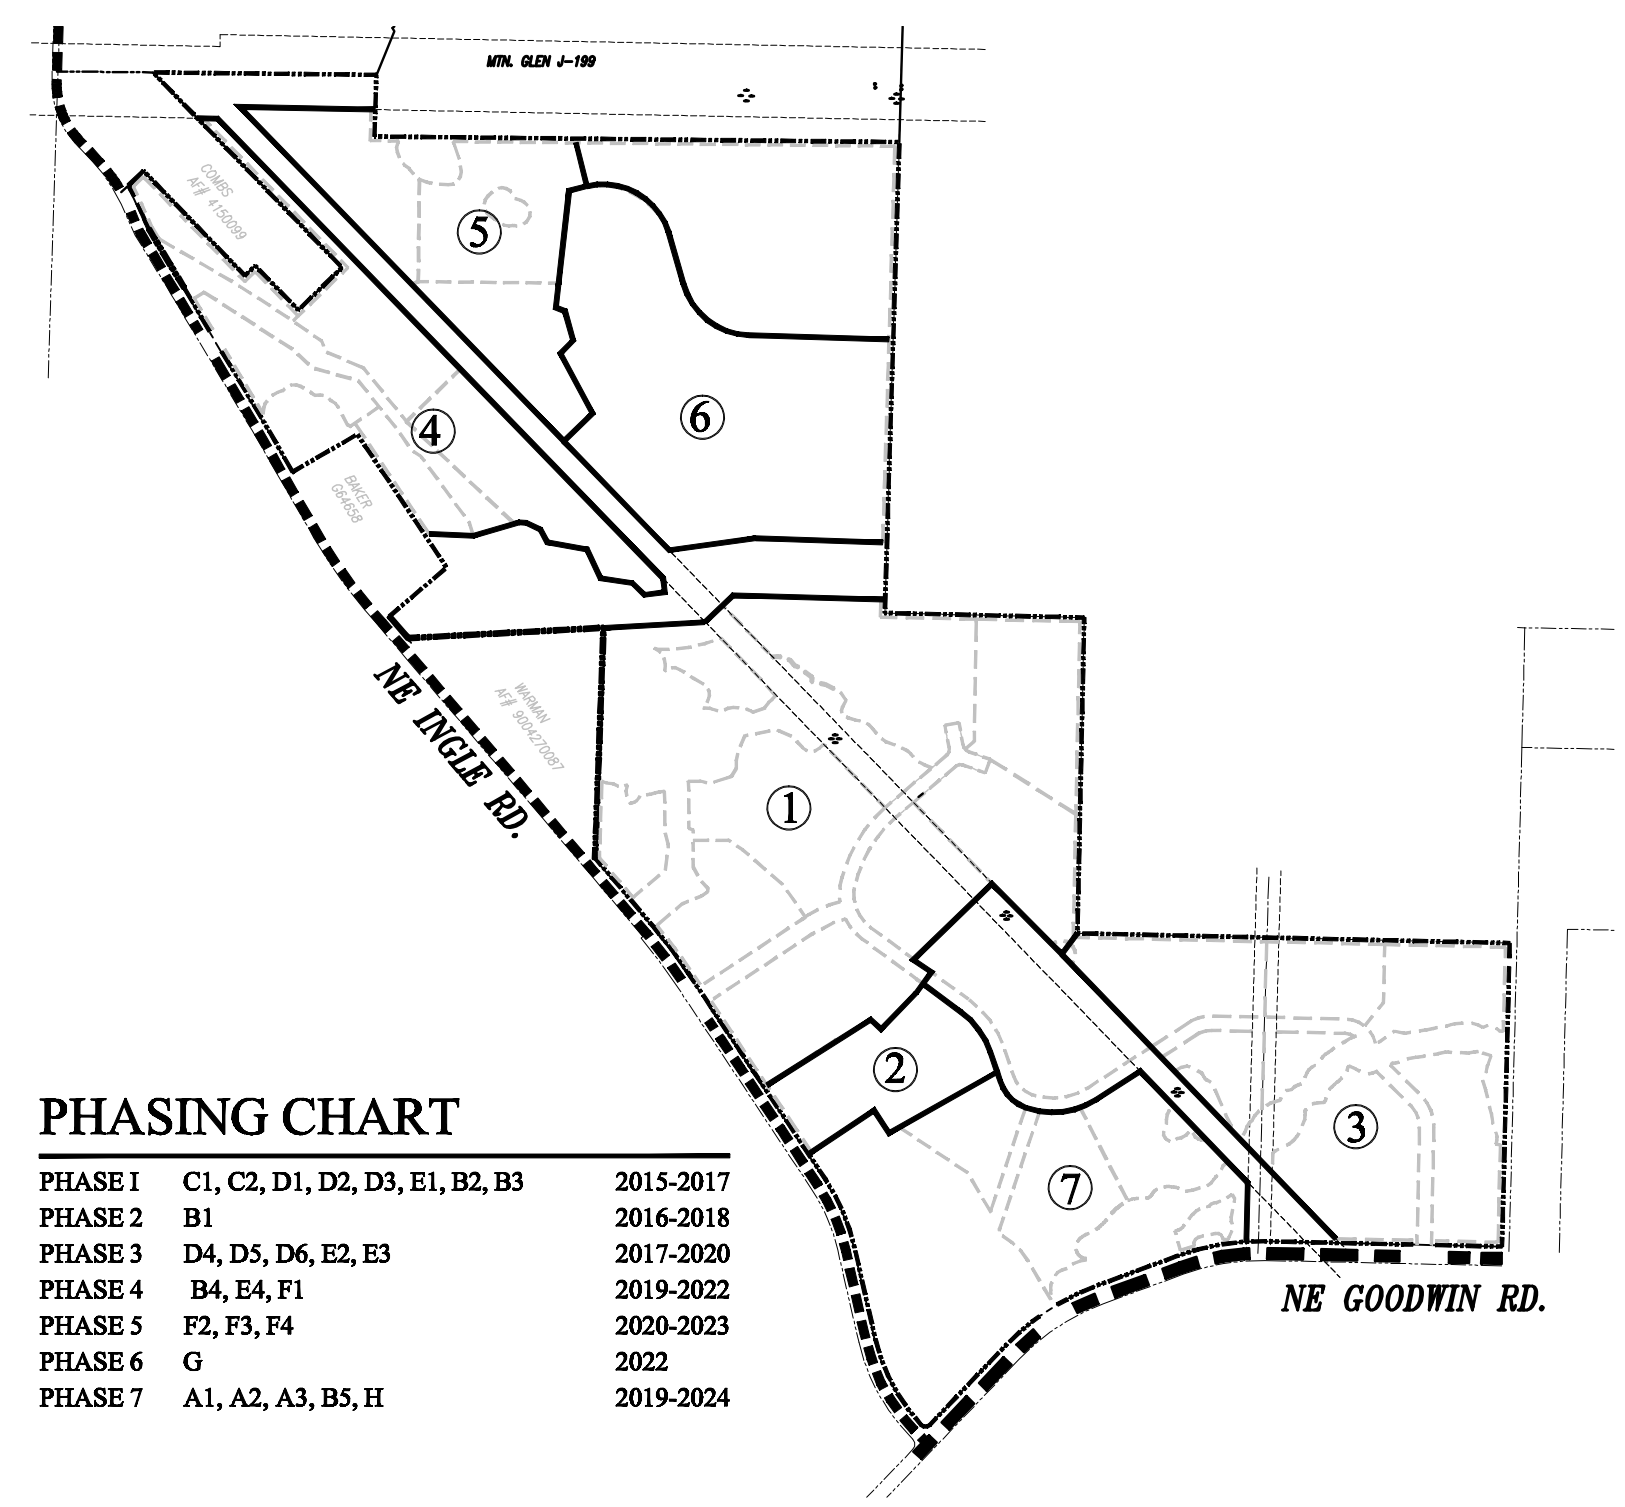 MTN. GLEN J-199
COMBS
AF# 4150099
5
6
4
BAKER
G64658
WARMAN
AF# 9004270087
NE INGLE RD.
1
2
3
7
NE GOODWIN RD.
PHASING CHART
PHASE I C1, C2, D1, D2, D3, E1, B2, B3 2015-2017
PHASE 2 B1 2016-2018
PHASE 3 D4, D5, D6, E2, E3 2017-2020
PHASE 4 B4, E4, F1 2019-2022
PHASE 5 F2, F3, F4 2020-2023
PHASE 6 G 2022
PHASE 7 A1, A2, A3, B5, H 2019-2024